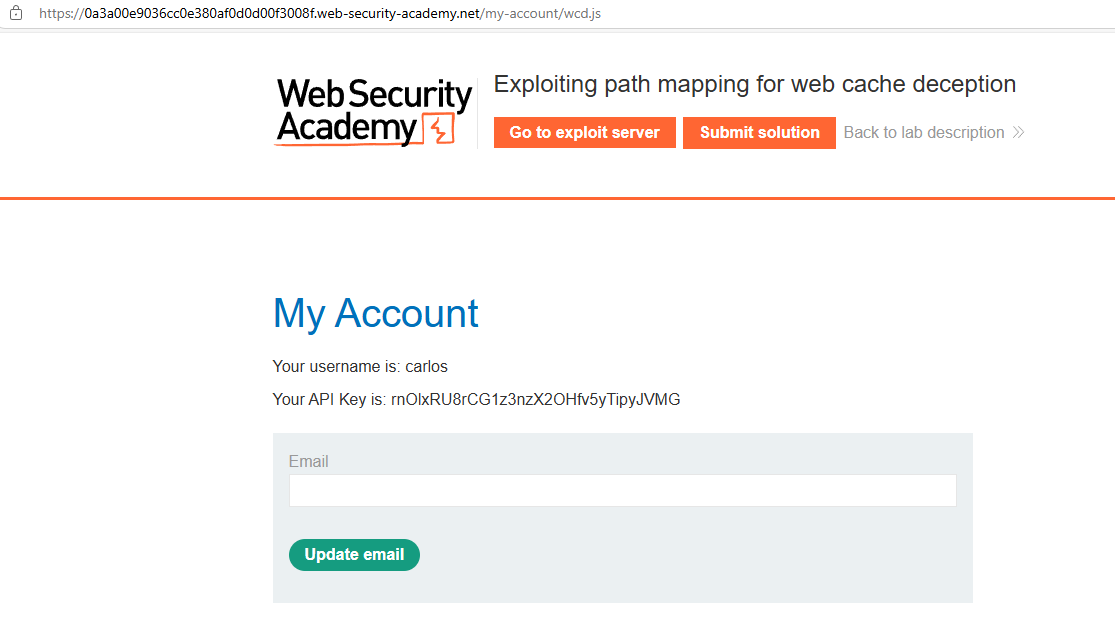 https://0a3a00e9036cc0e380af0d0d00f3008f.web-security-academy.net/my-account/wcd.js
Web Security
Academy
Exploiting path mapping for web cache deception
Go to exploit server
Submit solution
Back to lab description
My Account
Your username is: carlos
Your API Key is: rnOlxRU8rCG1z3nzX2OHfv5yTipyJVMG
Email
Update email